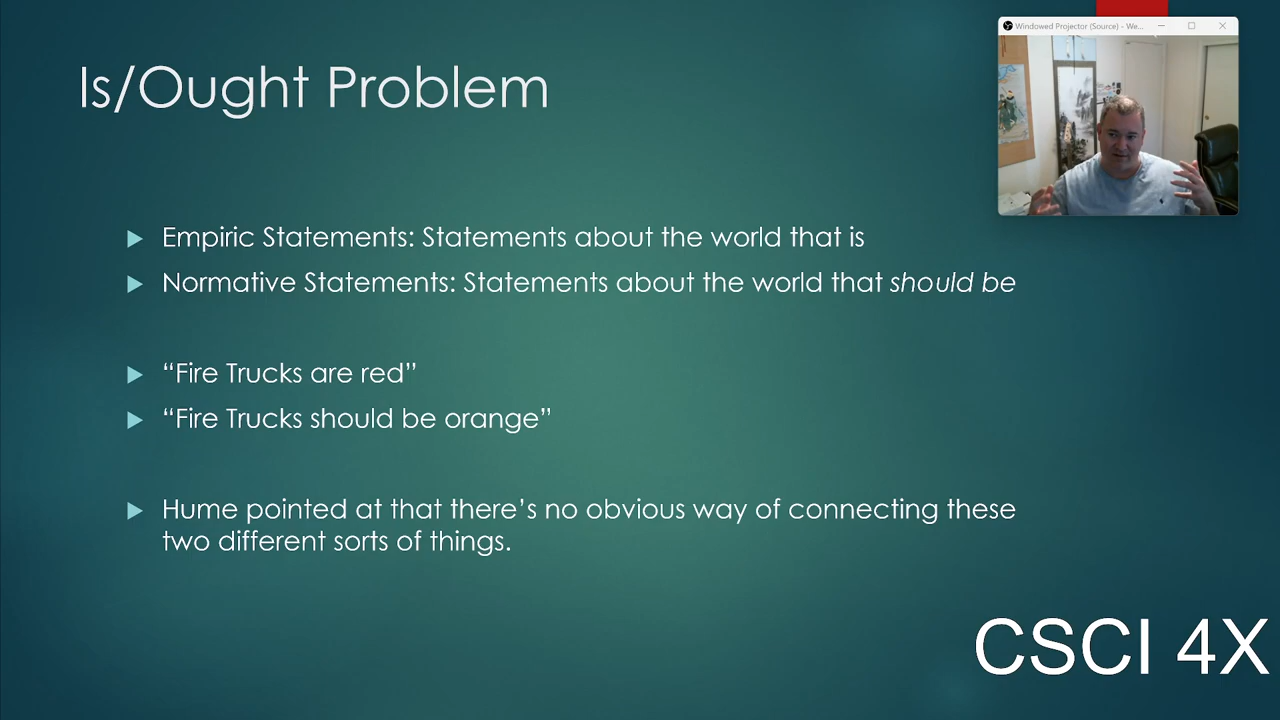 Is/Ought Problem
Windowed Projector (Source) - We...
Empiric Statements: Statements about the world that is
Normative Statements: Statements about the world that should be
“Fire Trucks are red”
“Fire Trucks should be orange”
Hume pointed at that there’s no obvious way of connecting these
two different sorts of things.
CSCI 4X